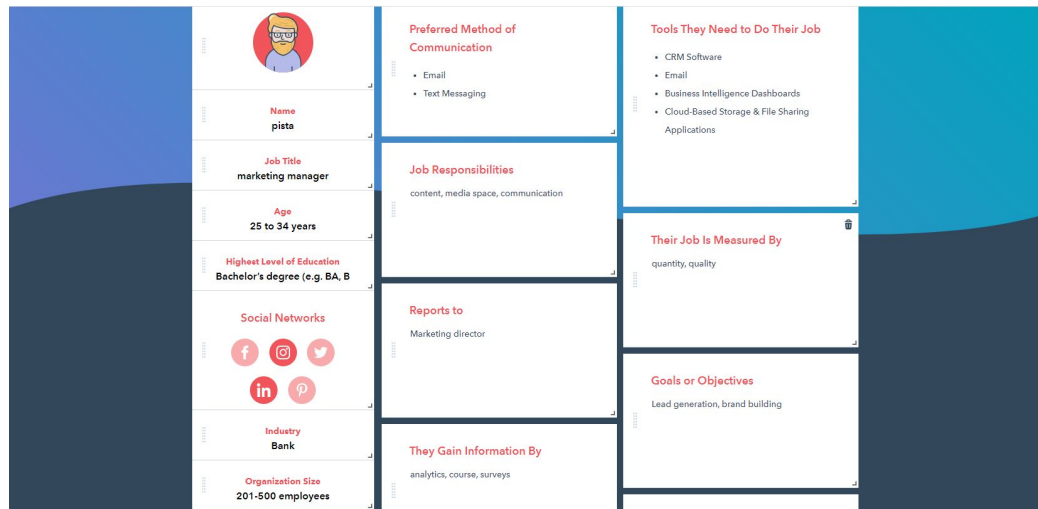 Name
pista
Job Title
marketing manager
Age
25 to 34 years
Highest Level of Education
Bachelor's degree (e.g. BA, B
Social Networks
Industry
Bank
Organization Size
201-500 employees
Preferred Method of
Communication
• Email
• Text Messaging
Job Responsibilities
content, media space, communication
Reports to
Marketing director
They Gain Information By
analytics, course, surveys
Tools They Need to Do Their Job
• CRM Software
• Email
• Business Intelligence Dashboards
• Cloud-Based Storage & File Sharing
Applications
Their Job Is Measured By
quantity, quality
Goals or Objectives
Lead generation, brand building